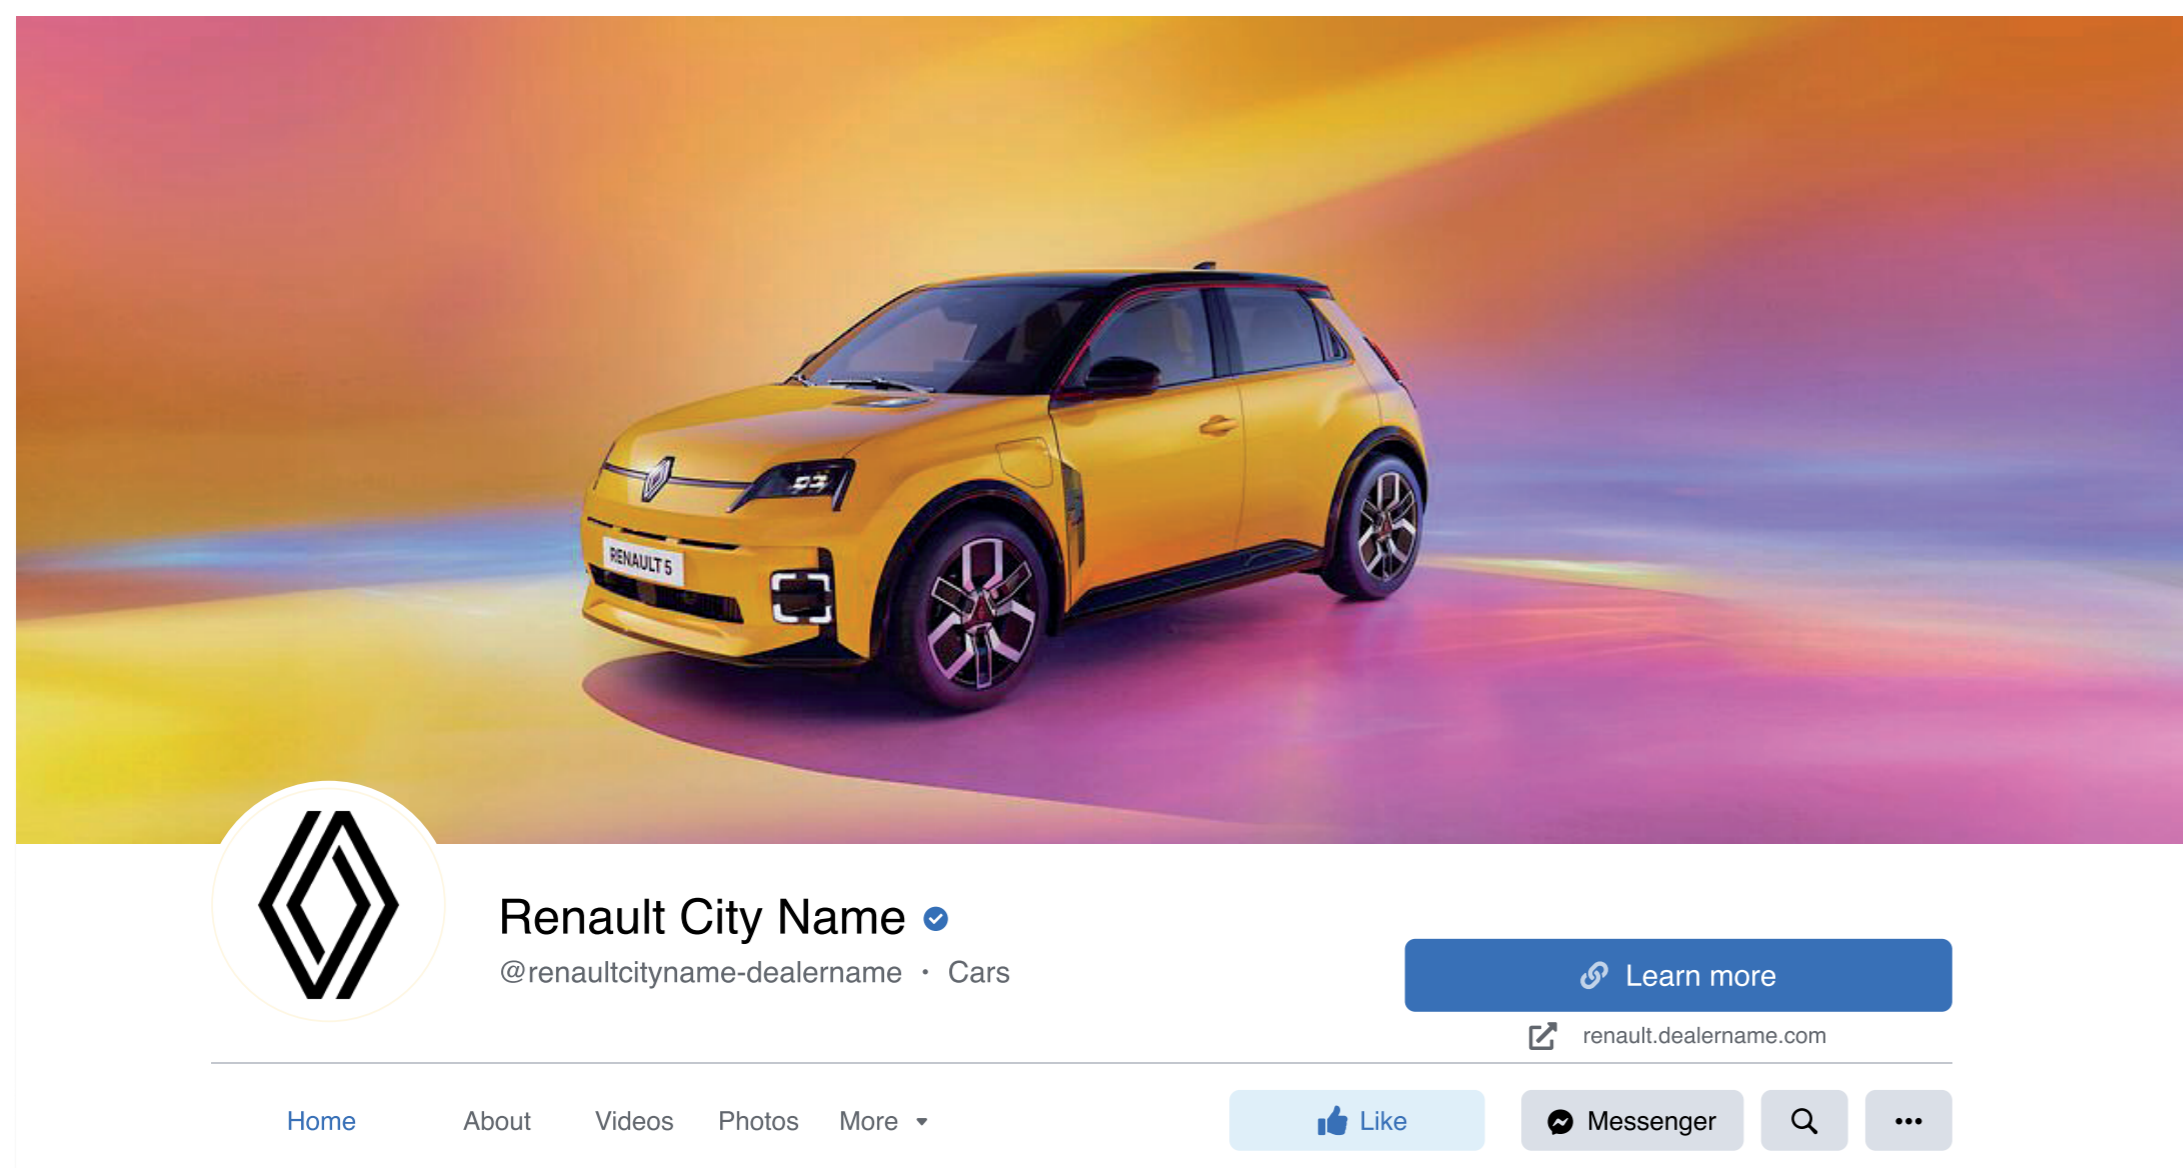 RENAULT 5
Renault City Name
@renaultcityname-dealername · Cars
Learn more
renault.dealername.com
Home About Videos Photos More
Like Messenger